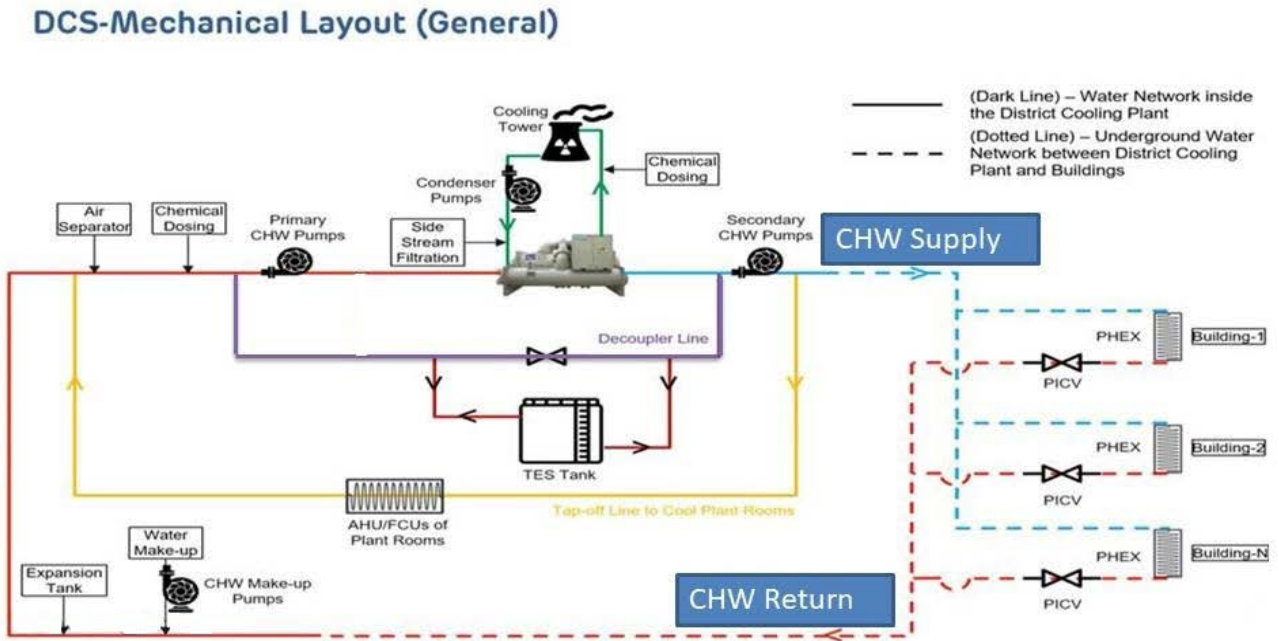 DCS-Mechanical Layout (General)
(Dark Line) – Water Network inside
the District Cooling Plant
(Dotted Line) – Underground Water
Network between District Cooling
Plant and Buildings
Cooling
Tower
Chemical
Dosing
Condenser
Pumps
Air
Separator
Chemical
Dosing
Primary
CHW Pumps
Side
Stream
Filtration
Secondary
CHW Pumps
CHW Supply
Decoupler Line
PHEX
Building-1
PICV
TES Tank
PHEX
Building-2
PICV
AHU/FCUs of
Plant Rooms
Tap-off Line to Cool Plant Rooms
Water
Make-up
PHEX
Building-N
PICV
Expansion
Tank
CHW Make-up
Pumps
CHW Return